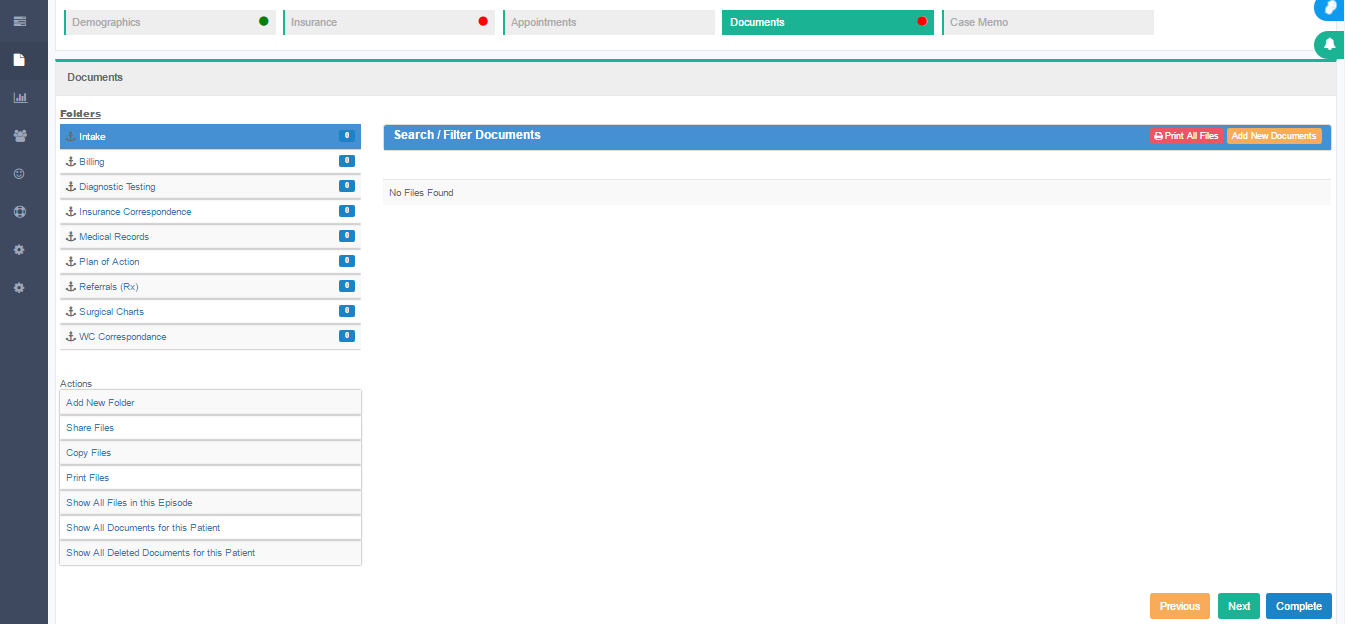 Demographics
Insurance
Appointments
Documents
Case Memo
Documents
Folders
Intake 0
Billing 0
Diagnostic Testing 0
Insurance Correspondence 0
Medical Records 0
Plan of Action 0
Referrals (Rx) 0
Surgical Charts 0
WC Correspondance 0
Search / Filter Documents
Print All Files
Add New Documents
No Files Found
Actions
Add New Folder
Share Files
Copy Files
Print Files
Show All Files in this Episode
Show All Documents for this Patient
Show All Deleted Documents for this Patient
Previous
Next
Complete